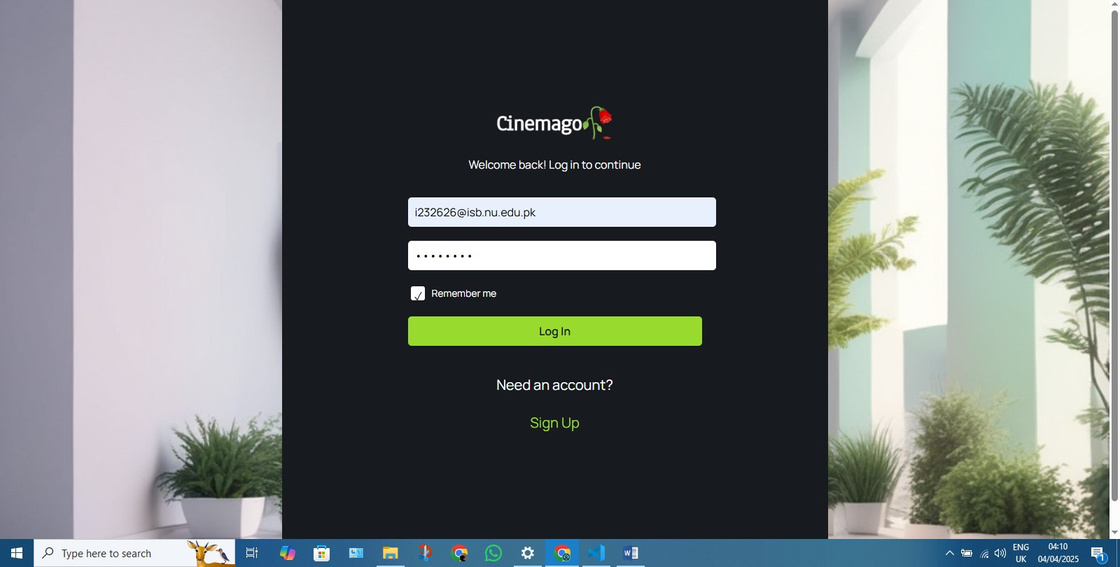 Cinemago
Welcome back! Log in to continue
i232626@isb.nu.edu.pk
••••••••
Remember me
Log In
Need an account?
Sign Up
Type here to search
ENG
UK
04:10
04/04/2025
1